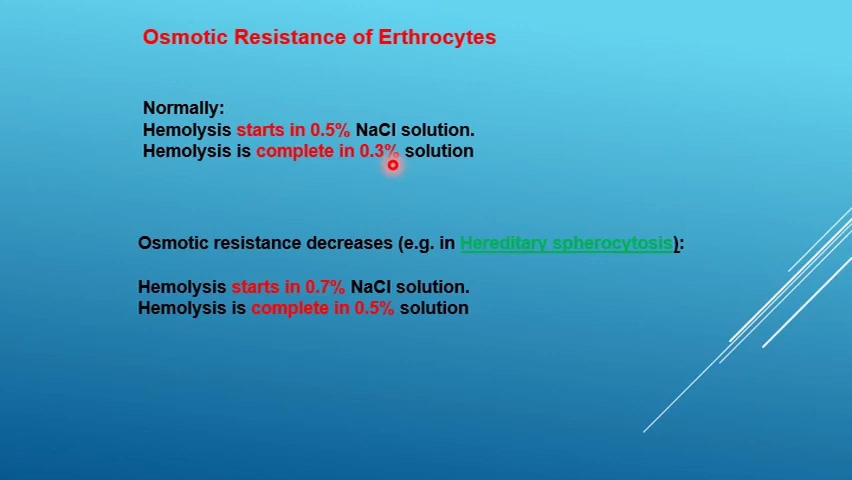 Osmotic Resistance of Erthrocytes
Normally:
Hemolysis starts in 0.5% NaCl solution.
Hemolysis is complete in 0.3% solution
Osmotic resistance decreases (e.g. in Hereditary spherocytosis):
Hemolysis starts in 0.7% NaCl solution.
Hemolysis is complete in 0.5% solution